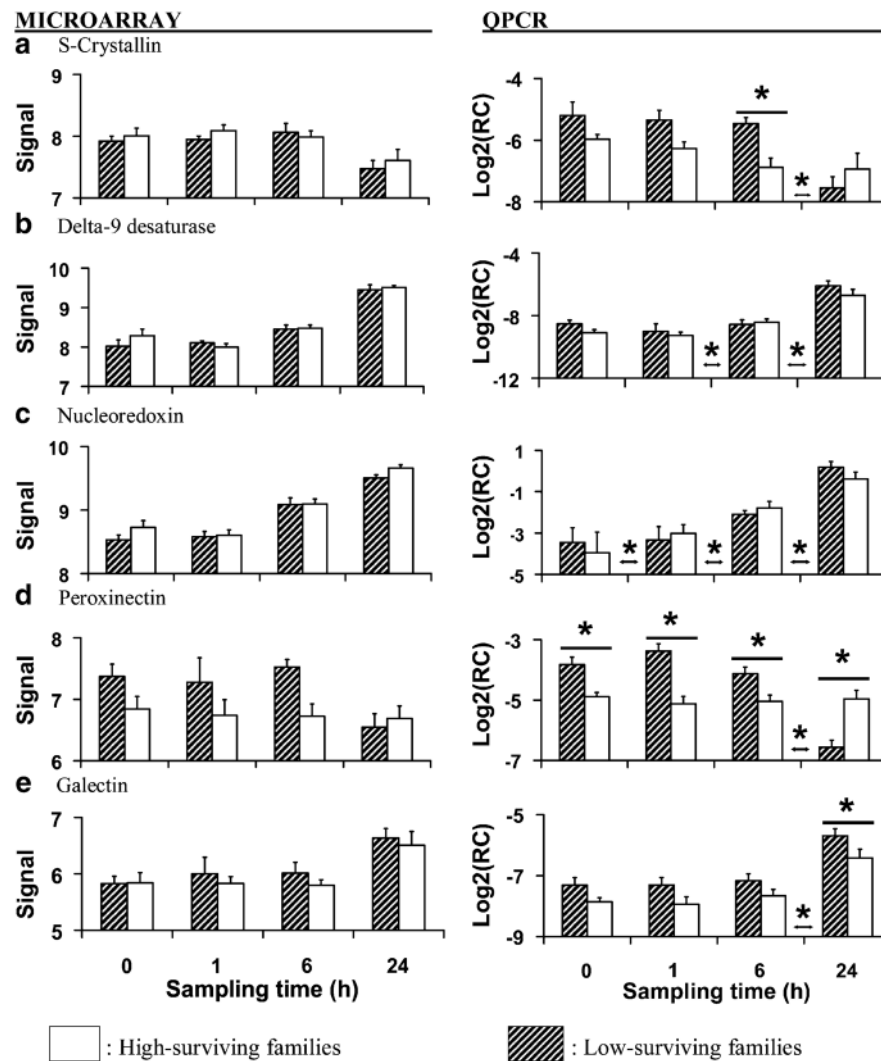 MICROARRAY QPCR
a S-Crystallin
9
8
7
Signal
-4
-6
-8
Log2(RC)
*
*
b Delta-9 desaturase
10
9
8
7
Signal
-4
-8
-12
Log2(RC)
*
*
c Nucleoredoxin
10
9
8
Signal
1
-1
-3
-5
Log2(RC)
*
*
*
d Peroxinectin
8
7
6
Signal
-3
-5
-7
Log2(RC)
*
*
*
*
*
e Galectin
7
6
5
Signal
-5
-7
-9
Log2(RC)
*
*
0 1 6 24
Sampling time (h)
0 1 6 24
Sampling time (h)
: High-surviving families
: Low-surviving families